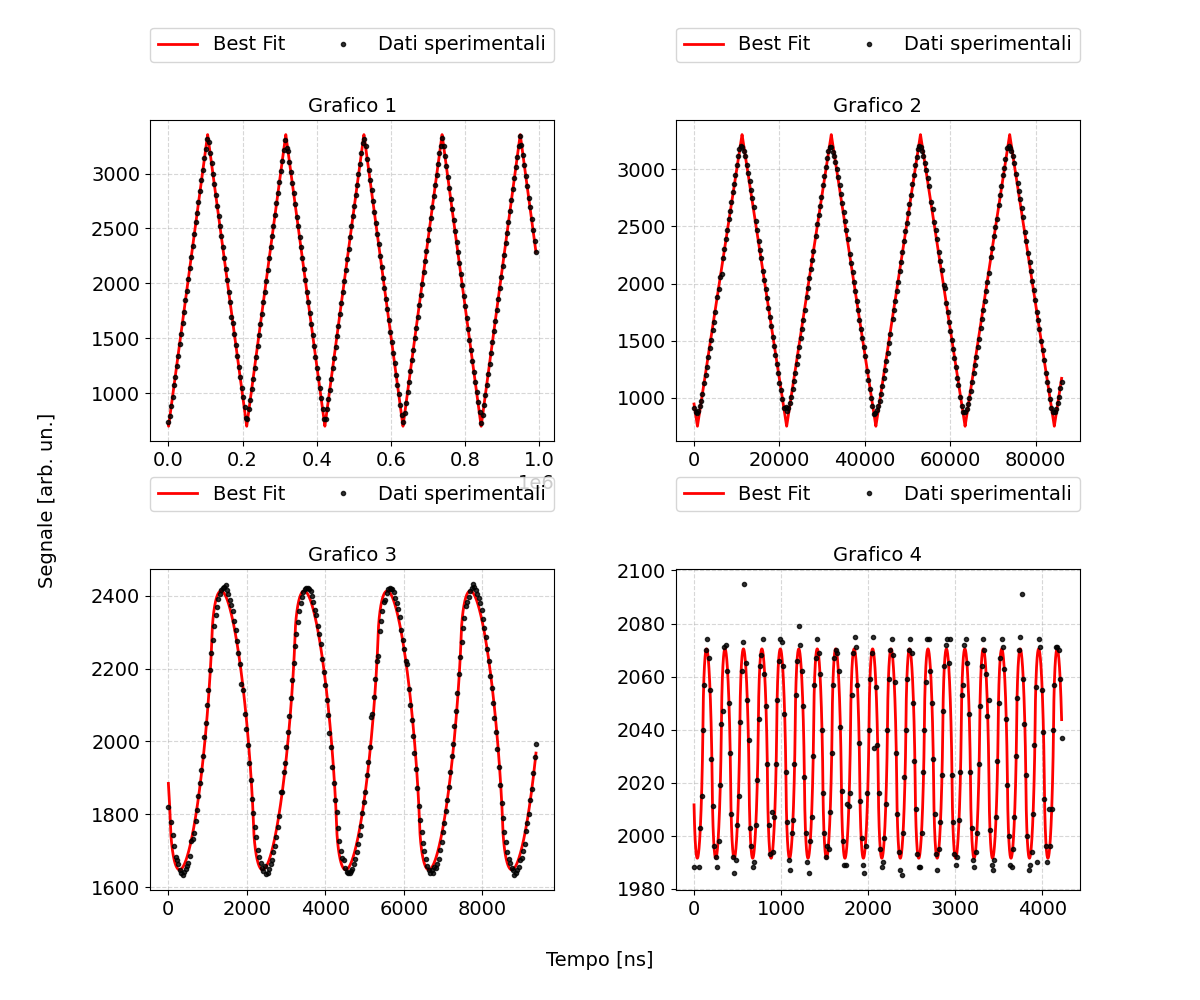 Best Fit Dati sperimentali
Best Fit Dati sperimentali
Grafico 1
Grafico 2
3000
2500
2000
1500
1000
0.0 0.2 0.4 0.6 0.8 1.0
1e6
3000
2500
2000
1500
1000
0 20000 40000 60000 80000
Segnale [arb. un.]
Best Fit Dati sperimentali
Best Fit Dati sperimentali
Grafico 3
Grafico 4
2400
2200
2000
1800
1600
0 2000 4000 6000 8000
2100
2080
2060
2040
2020
2000
1980
0 1000 2000 3000 4000
Tempo [ns]